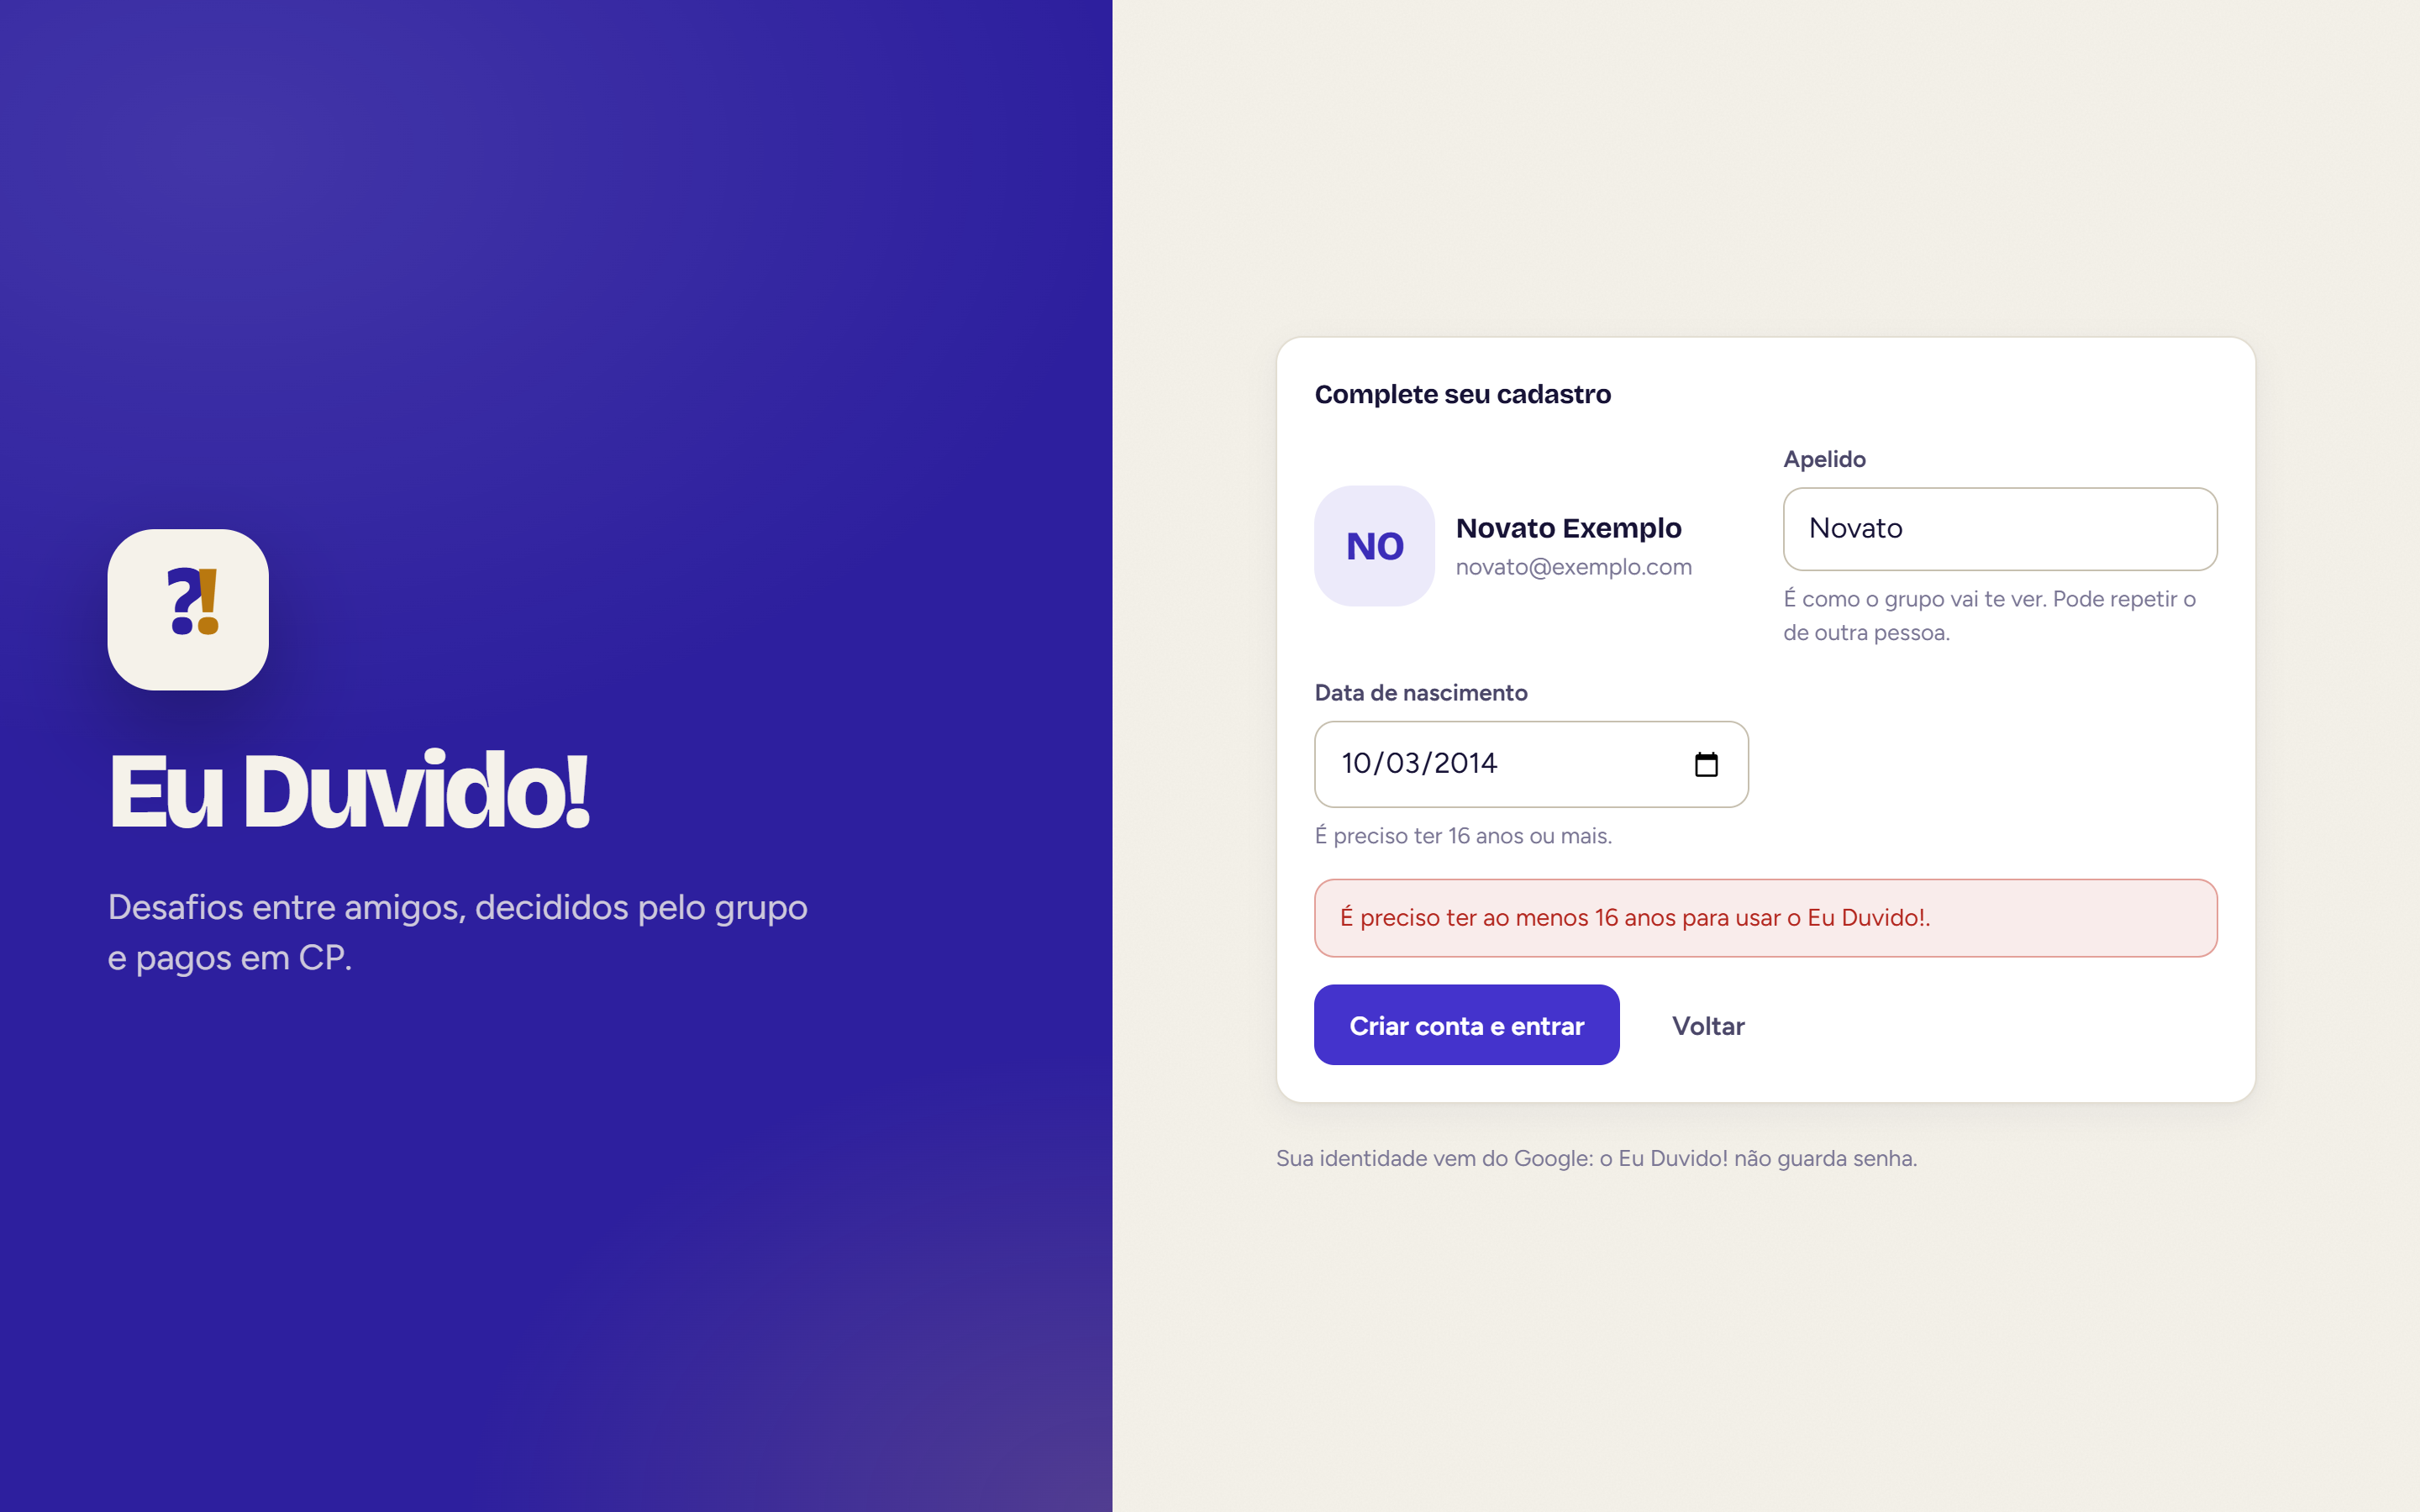 ?!
Eu Duvido!
Desafios entre amigos, decididos pelo grupo
e pagos em CP.
Complete seu cadastro
NO
Novato Exemplo
novato@exemplo.com
Apelido
Novato
É como o grupo vai te ver. Pode repetir o
de outra pessoa.
Data de nascimento
10/03/2014
É preciso ter 16 anos ou mais.
É preciso ter ao menos 16 anos para usar o Eu Duvido!.
Criar conta e entrar
Voltar
Sua identidade vem do Google: o Eu Duvido! não guarda senha.